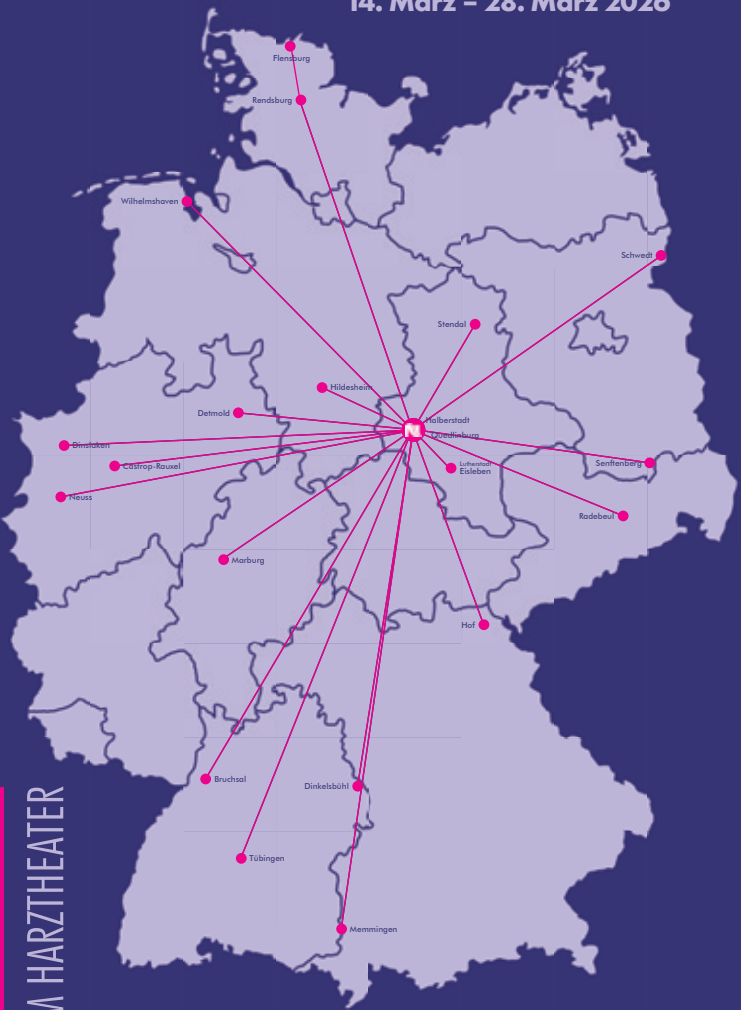 14. März – 28. März 2026
Flensburg
Rendsburg
Wilhelmshaven
Schwedt
Stendal
Hildesheim
Detmold
Halberstadt
Quedlinburg
Dinslaken
Castrop-Rauxel
Lutherstadt
Eisleben
Senftenberg
Neuss
Radebeul
Marburg
Hof
Bruchsal
Dinkelsbühl
Tübingen
Memmingen
M HARZTHEATER
N